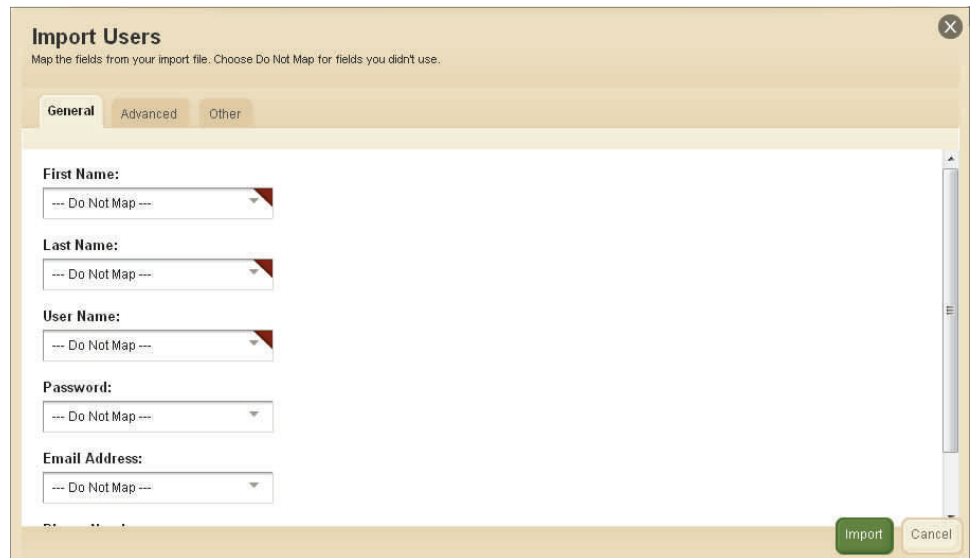 Import Users
Map the fields from your import file. Choose Do Not Map for fields you didn't use.
General Advanced Other
First Name:
--- Do Not Map ---
Last Name:
--- Do Not Map ---
User Name:
--- Do Not Map ---
Password:
--- Do Not Map ---
Email Address:
--- Do Not Map ---
Import Cancel